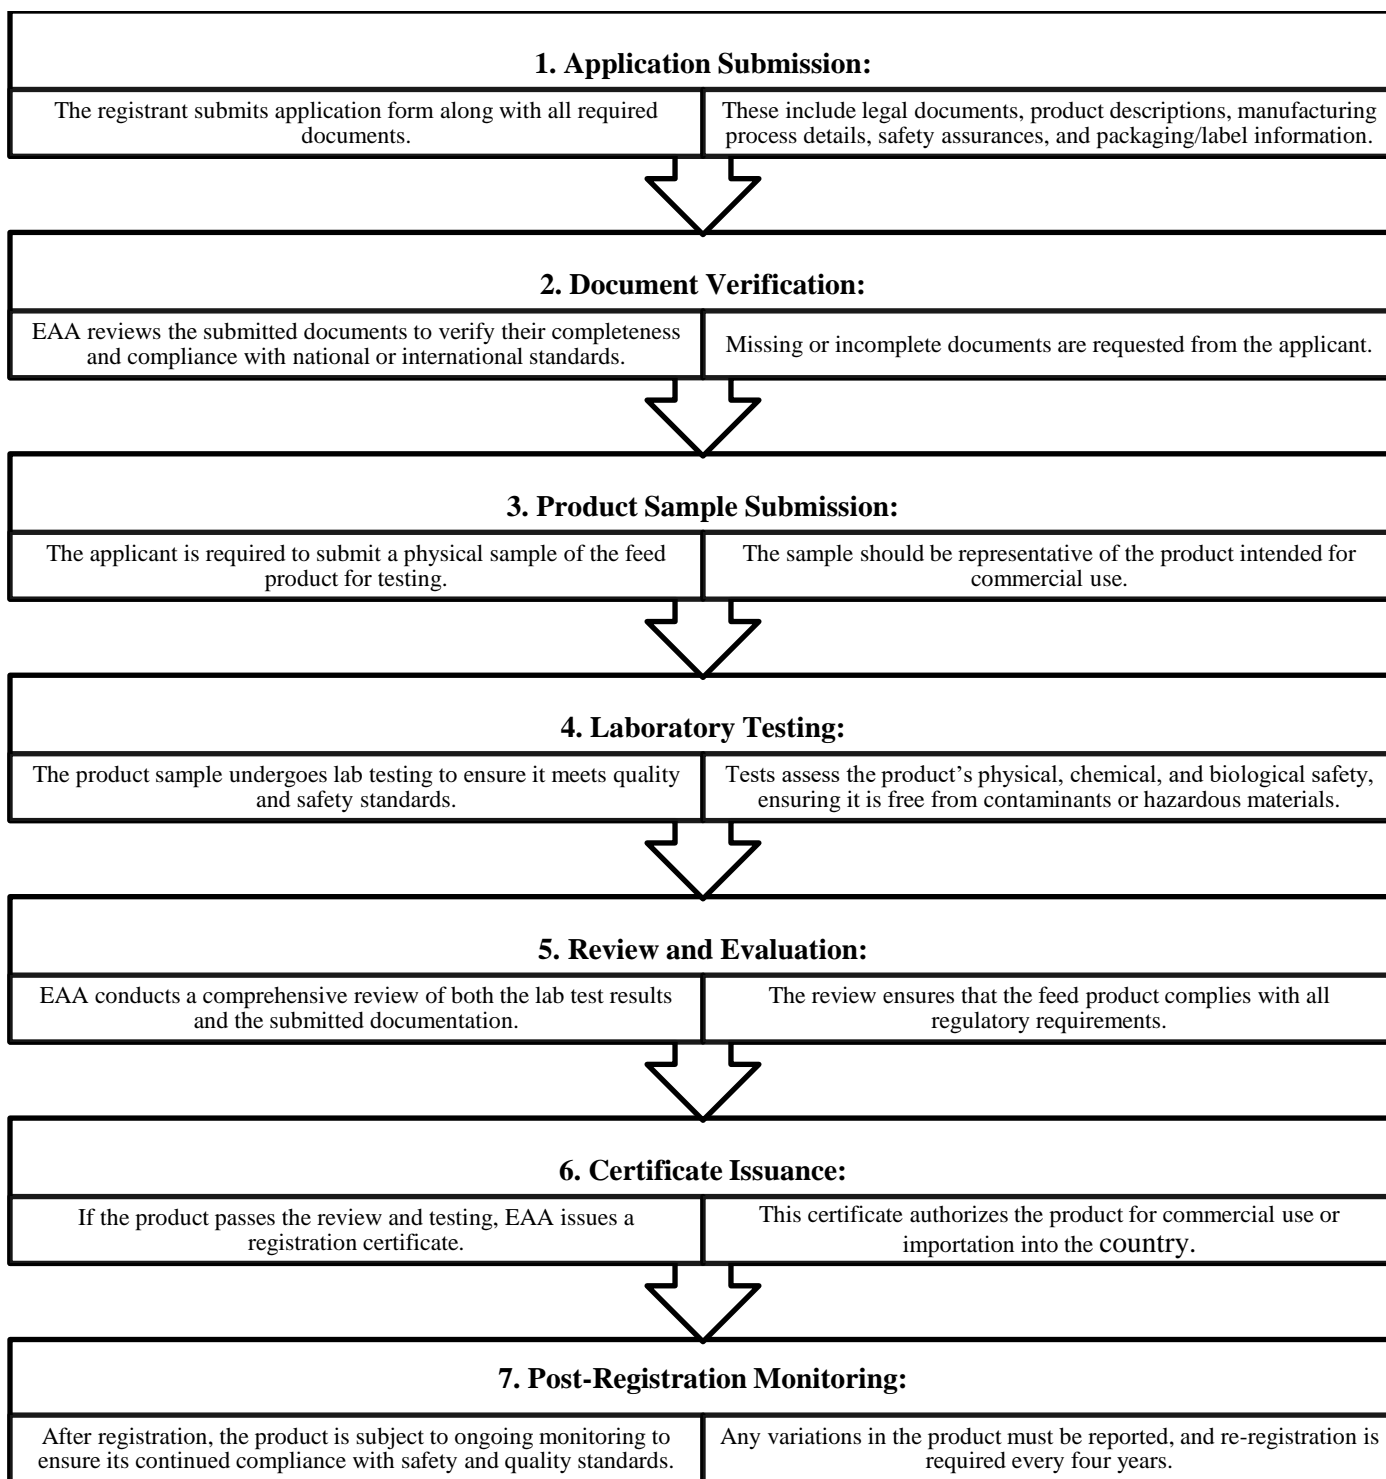 1. Application Submission:
The registrant submits application form along with all required
documents.
These include legal documents, product descriptions, manufacturing
process details, safety assurances, and packaging/label information.
2. Document Verification:
EAA reviews the submitted documents to verify their completeness
and compliance with national or international standards.
Missing or incomplete documents are requested from the applicant.
3. Product Sample Submission:
The applicant is required to submit a physical sample of the feed
product for testing.
The sample should be representative of the product intended for
commercial use.
4. Laboratory Testing:
The product sample undergoes lab testing to ensure it meets quality
and safety standards.
Tests assess the product’s physical, chemical, and biological safety,
ensuring it is free from contaminants or hazardous materials.
5. Review and Evaluation:
EAA conducts a comprehensive review of both the lab test results
and the submitted documentation.
The review ensures that the feed product complies with all
regulatory requirements.
6. Certificate Issuance:
If the product passes the review and testing, EAA issues a
registration certificate.
This certificate authorizes the product for commercial use or
importation into the country.
7. Post-Registration Monitoring:
After registration, the product is subject to ongoing monitoring to
ensure its continued compliance with safety and quality standards.
Any variations in the product must be reported, and re-registration is
required every four years.